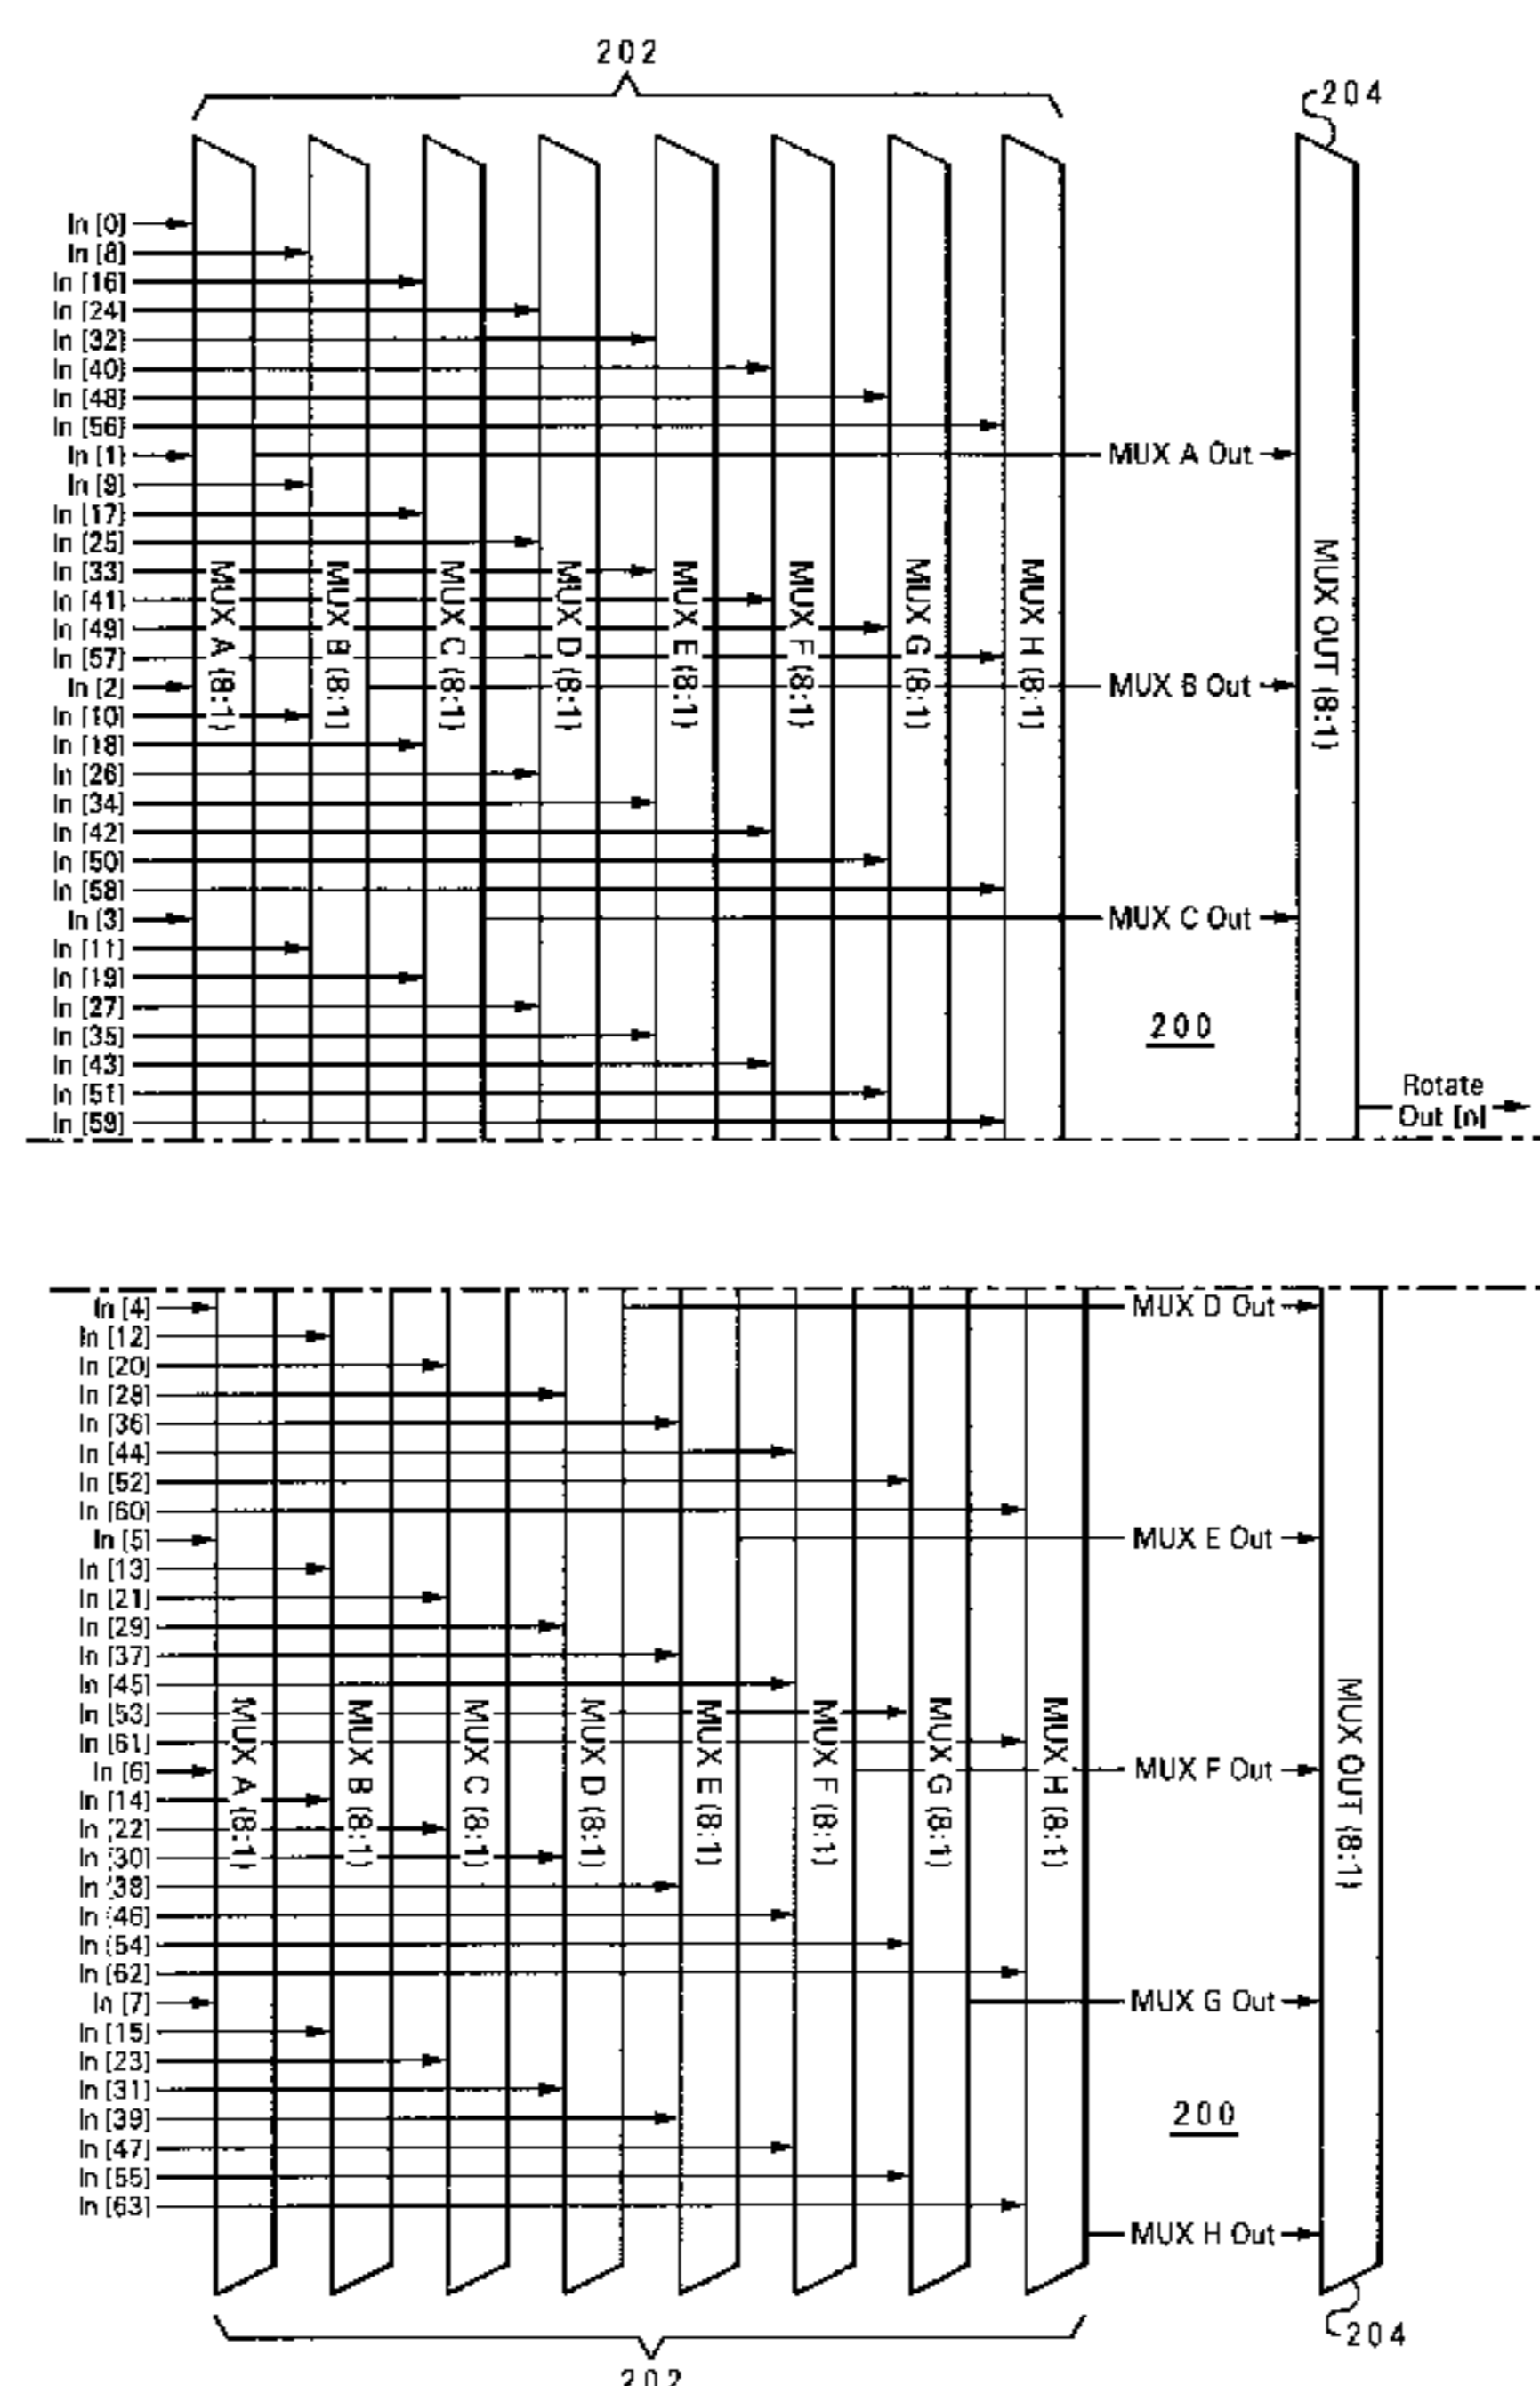 202
204
In [0]
In [8]
In [16]
In [24]
In [32]
In [40]
In [48]
In [56]
In [1]
MUX A Out
In [9]
In [17]
In [25]
In [33]
In [41]
In [49]
In [57]
In [2]
MUX B Out
In [10]
In [18]
In [26]
In [34]
In [42]
In [50]
In [58]
In [3]
MUX C Out
In [11]
In [19]
In [27]
In [35]
In [43]
In [51]
In [59]
MUX A (8:1)
MUX B (8:1)
MUX C (8:1)
MUX D (8:1)
MUX E (8:1)
MUX F (8:1)
MUX G (8:1)
MUX H (8:1)
MUX OUT (8:1)
200
Rotate
Out [n]
In [4]
MUX D Out
In [12]
In [20]
In [28]
In [36]
In [44]
In [52]
In [60]
In [5]
MUX E Out
In [13]
In [21]
In [29]
In [37]
In [45]
In [53]
In [61]
In [6]
MUX F Out
In [14]
In [22]
In [30]
In [38]
In [46]
In [54]
In [62]
In [7]
MUX G Out
In [15]
In [23]
In [31]
In [39]
In [47]
In [55]
In [63]
MUX H Out
MUX A (8:1)
MUX B (8:1)
MUX C (8:1)
MUX D (8:1)
MUX E (8:1)
MUX F (8:1)
MUX G (8:1)
MUX H (8:1)
MUX OUT (8:1)
200
204
202